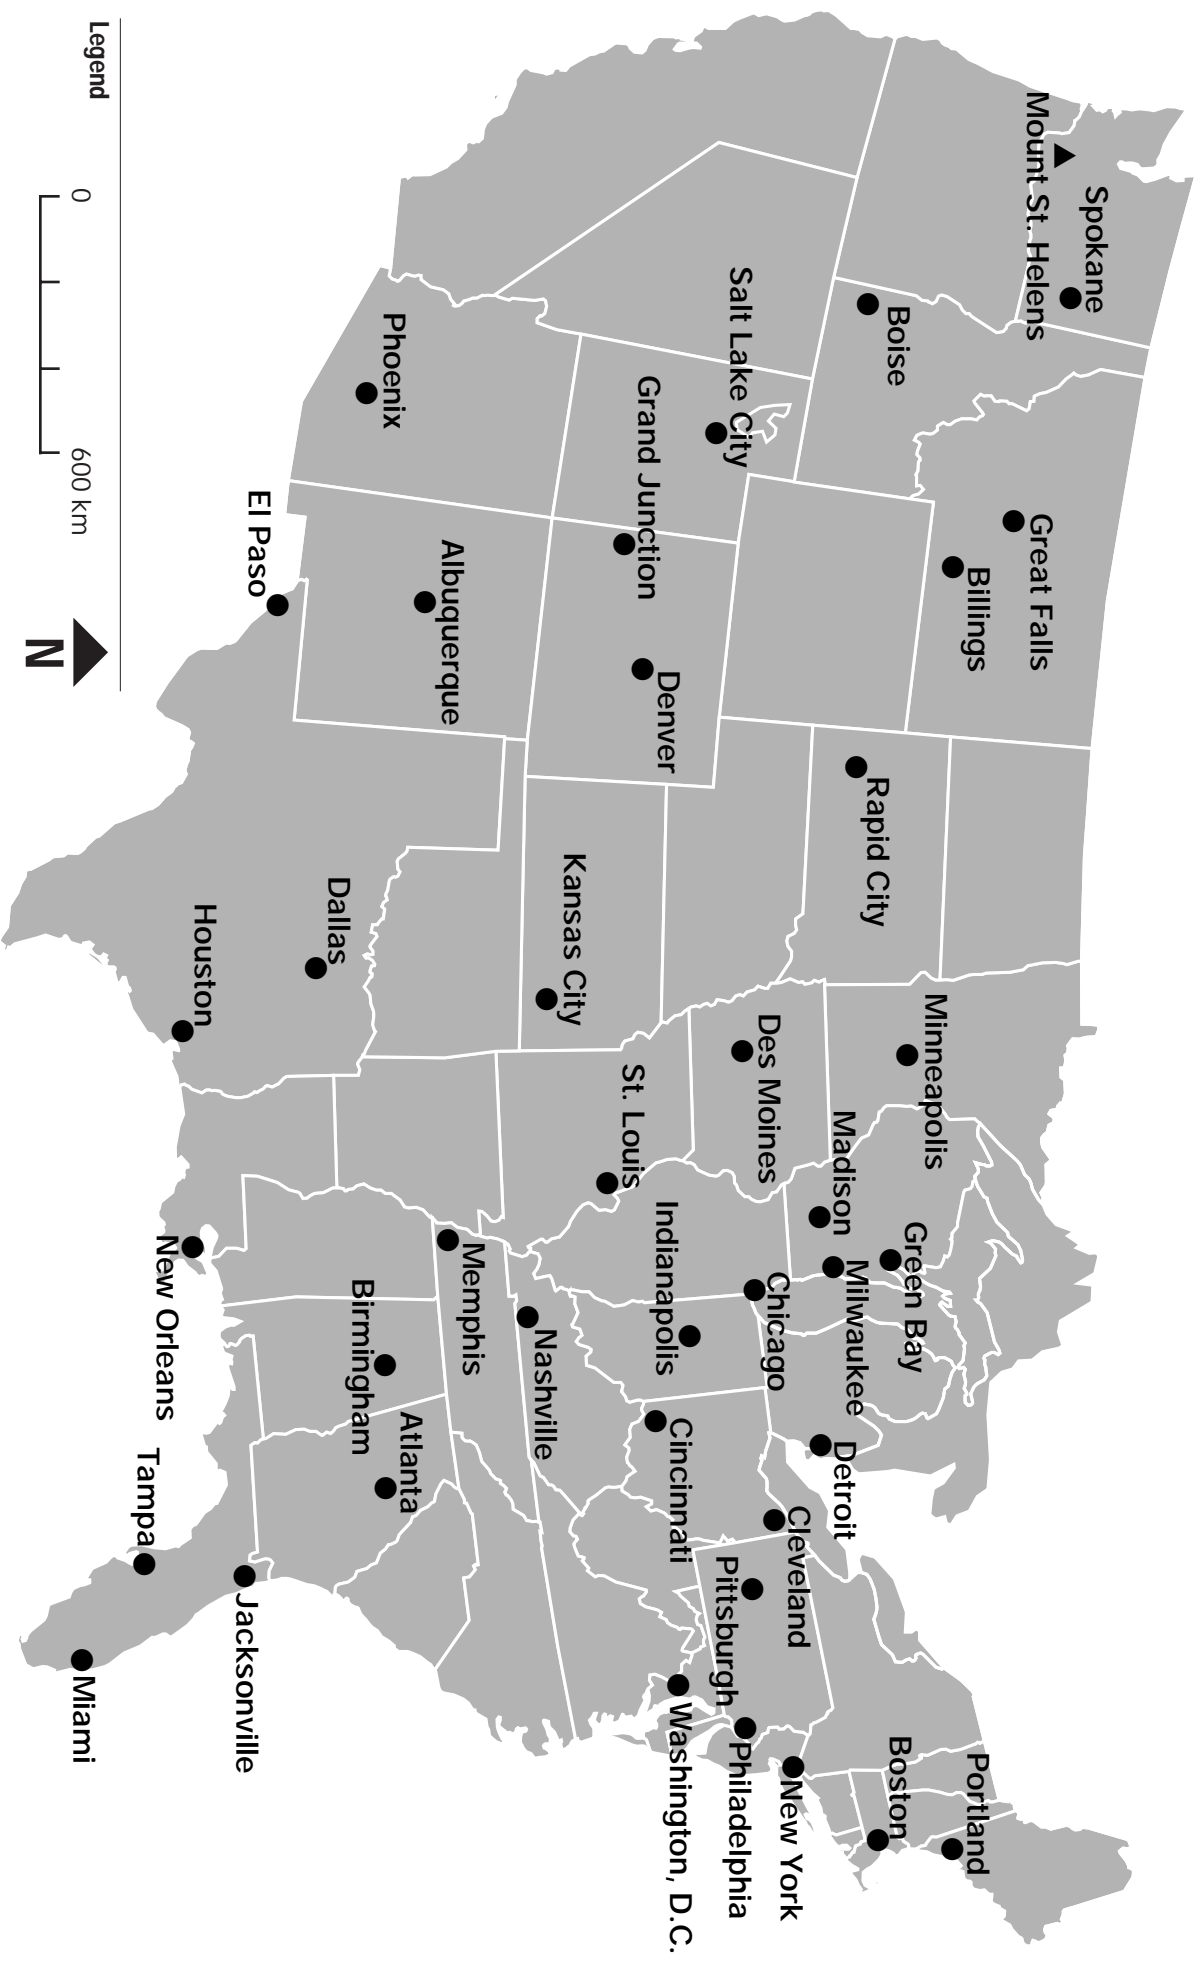 Mount St. Helens
Spokane
Boise
Great Falls
Billings
Salt Lake City
Grand Junction
Denver
Phoenix
Albuquerque
El Paso
Rapid City
Kansas City
Dallas
Houston
Minneapolis
Des Moines
St. Louis
Madison
Green Bay
Milwaukee
Chicago
Indianapolis
Memphis
Nashville
Birmingham
New Orleans
Detroit
Cleveland
Cincinnati
Atlanta
Pittsburgh
Tampa
Jacksonville
Miami
Portland
Boston
New York
Philadelphia
Washington, D.C.
Legend
0
600 km
N